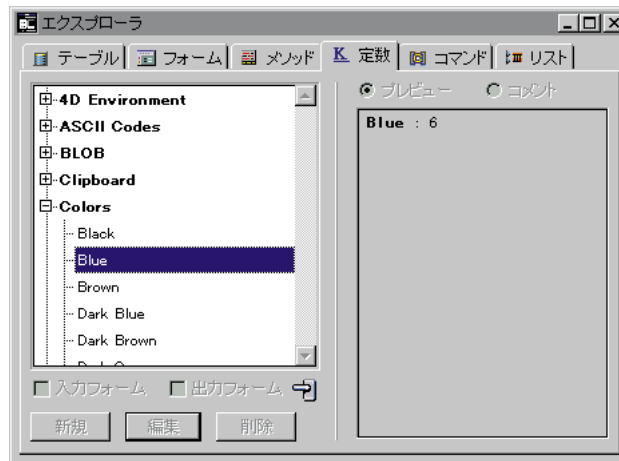 エクスプローラ
テーブル フォーム メソッド 定数 コマンド リスト
4D Environment
ASCII Codes
BLOB
Clipboard
Colors
Black
Blue
Brown
Dark Blue
Dark Brown
入力フォーム 出力フォーム
新規 編集 削除
プレビュー コメント
Blue : 6